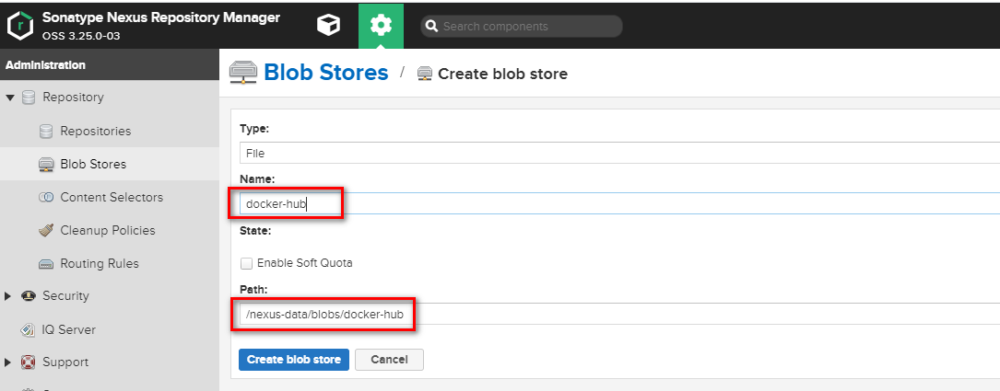 Sonatype Nexus Repository Manager
OSS 3.25.0-03
Search components
Administration
Blob Stores / Create blob store
Repository
Repositories
Blob Stores
Content Selectors
Cleanup Policies
Routing Rules
Security
IQ Server
Support
Type:
File
Name:
docker-hub
State:
Enable Soft Quota
Path:
/nexus-data/blobs/docker-hub
Create blob store
Cancel